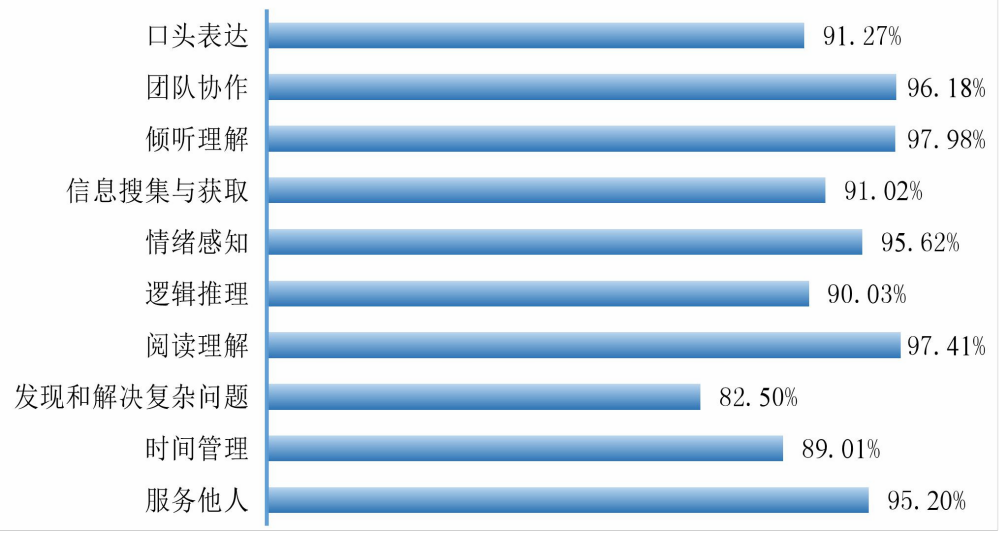 口头表达 91.27%
团队协作 96.18%
倾听理解 97.98%
信息搜集与获取 91.02%
情绪感知 95.62%
逻辑推理 90.03%
阅读理解 97.41%
发现和解决复杂问题 82.50%
时间管理 89.01%
服务他人 95.20%